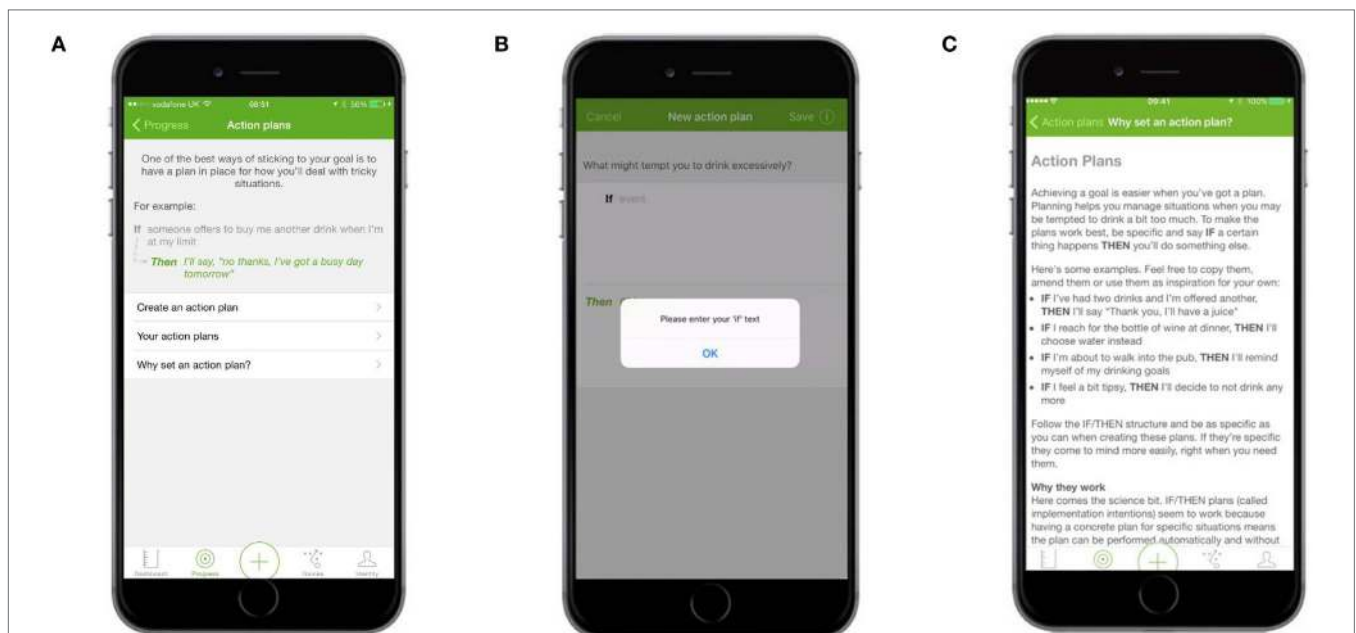 A
vodafone UK 08:51 56%
Progress Action plans
One of the best ways of sticking to your goal is to
have a plan in place for how you'll deal with tricky
situations.
For example:
If someone offers to buy me another drink when I'm
at my limit
Then I'll say, "no thanks, I've got a busy day
tomorrow"
Create an action plan
Your action plans
Why set an action plan?
Progress
B
Cancel New action plan Save
What might tempt you to drink excessively?
If event
Then
Please enter your 'if' text
OK
C
09:41 100%
Action plans Why set an action plan?
Action Plans
Achieving a goal is easier when you've got a plan.
Planning helps you manage situations when you may
be tempted to drink a bit too much. To make the
plans work best, be specific and say IF a certain
thing happens THEN you'll do something else.
Here's some examples. Feel free to copy them,
amend them or use them as inspiration for your own:
• IF I've had two drinks and I'm offered another,
THEN I'll say "Thank you, I'll have a juice"
• IF I reach for the bottle of wine at dinner, THEN I'll
choose water instead
• IF I'm about to walk into the pub, THEN I'll remind
myself of my drinking goals
• IF I feel a bit tipsy, THEN I'll decide to not drink any
more
Follow the IF/THEN structure and be as specific as
you can when creating these plans. If they're specific
they come to mind more easily, right when you need
them.
Why they work
Here comes the science bit. IF/THEN plans (called
implementation intentions) seem to work because
having a concrete plan for specific situations means
the plan can be performed automatically and without